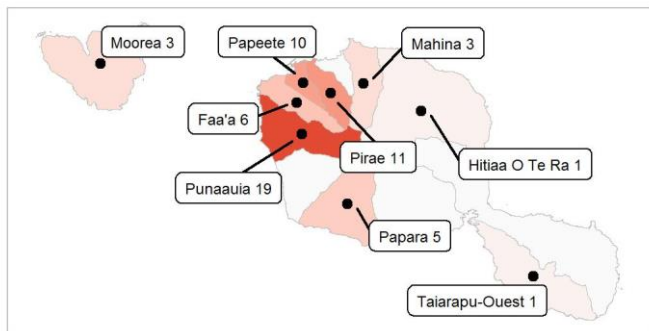 Moorea 3
Papeete 10
Mahina 3
Faa'a 6
Pirae 11
Hitiaa O Te Ra 1
Punaauia 19
Papara 5
Taiarapu-Ouest 1